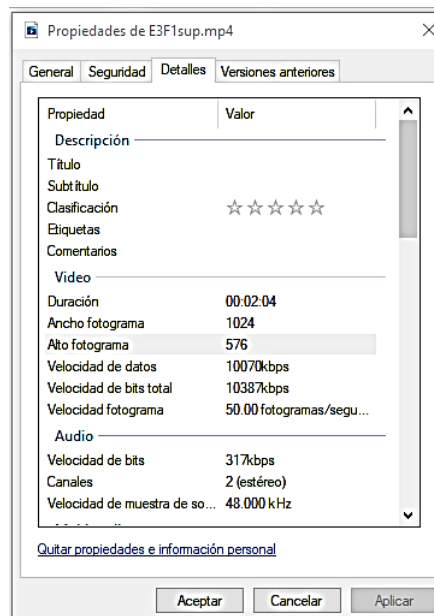 Propiedades de E3F1sup.mp4
General Seguridad Detalles Versiones anteriores
Propiedad Valor
Descripción
Título
Subtítulo
Clasificación
Etiquetas
Comentarios
Video
Duración 00:02:04
Ancho fotograma 1024
Alto fotograma 576
Velocidad de datos 10070kbps
Velocidad de bits total 10387kbps
Velocidad fotograma 50.00 fotogramas/segu...
Audio
Velocidad de bits 317kbps
Canales 2 (estéreo)
Velocidad de muestra de so... 48.000 kHz
Quitar propiedades e información personal
Aceptar Cancelar Aplicar